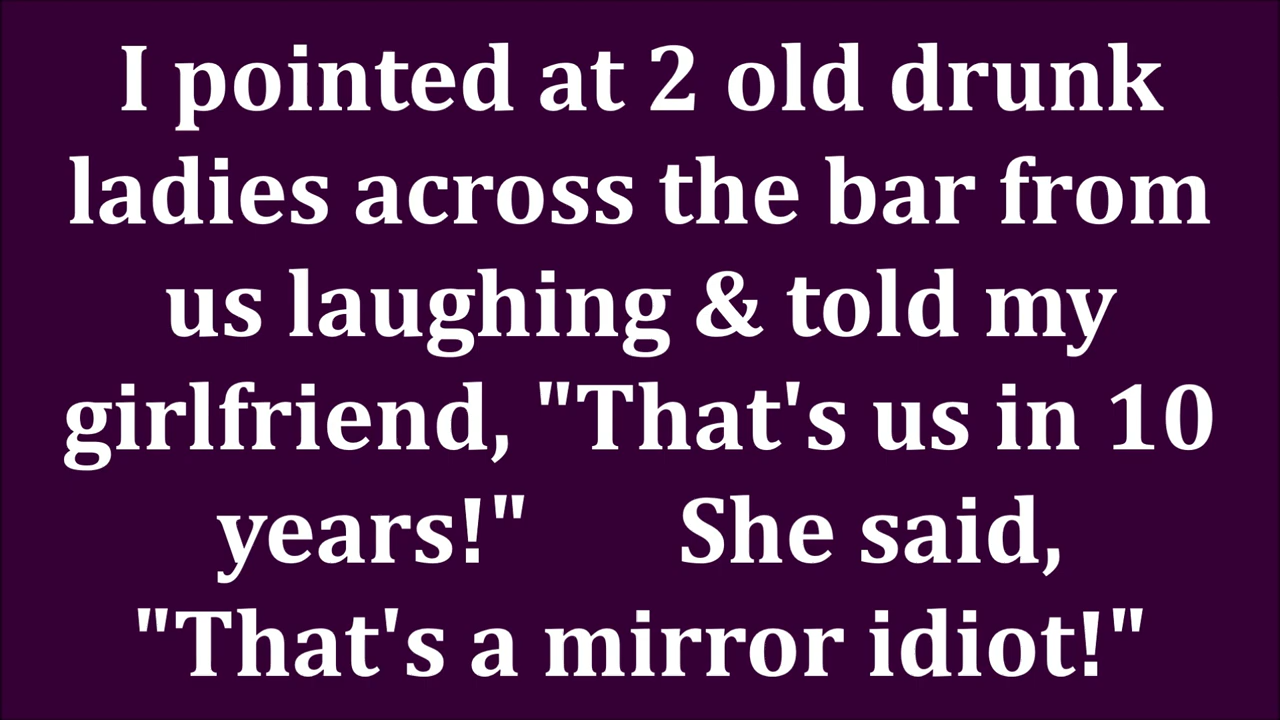 I pointed at 2 old drunk
ladies across the bar from
us laughing & told my
girlfriend, "That's us in 10
years!" She said,
"That's a mirror idiot!"